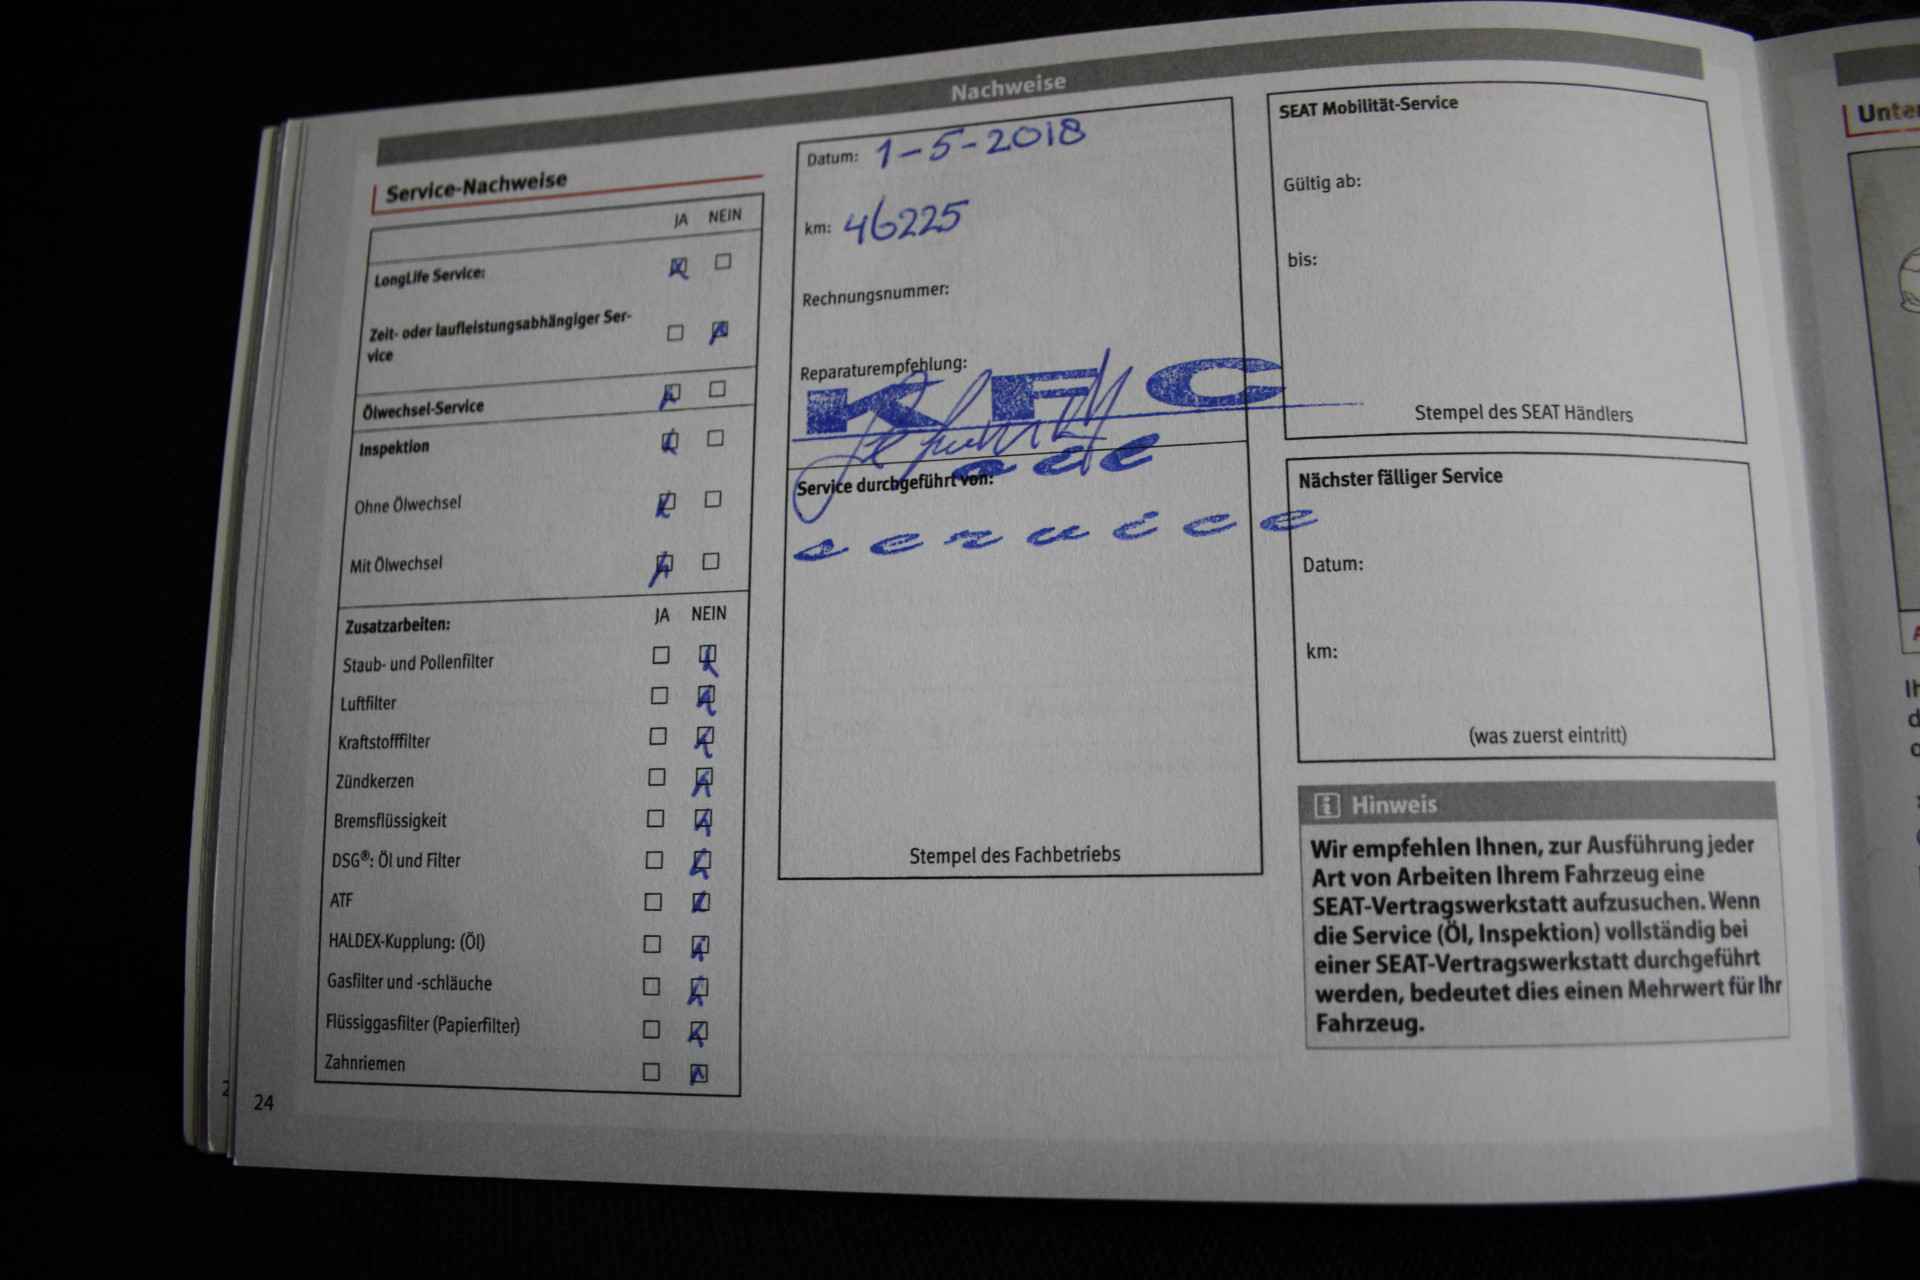 Nachweise
Service-Nachweise
JA NEIN
LongLife Service:
Zeit- oder laufleistungsabhängiger Ser-
vice
Ölwechsel-Service
Inspektion
Ohne Ölwechsel
Mit Ölwechsel
Zusatzarbeiten: JA NEIN
Staub- und Pollenfilter
Luftfilter
Kraftstofffilter
Zündkerzen
Bremsflüssigkeit
DSG®: Öl und Filter
ATF
HALDEX-Kupplung: (Öl)
Gasfilter und -schläuche
Flüssiggasfilter (Papierfilter)
Zahnriemen
24
Datum: 1-5-2018
km: 46225
Rechnungsnummer:
Reparaturempfehlung:
KFC
Service durchgeführt von:
service
Stempel des Fachbetriebs
SEAT Mobilität-Service
Gültig ab:
bis:
Stempel des SEAT Händlers
Nächster fälliger Service
Datum:
km:
(was zuerst eintritt)
i Hinweis
Wir empfehlen Ihnen, zur Ausführung jeder
Art von Arbeiten Ihrem Fahrzeug eine
SEAT-Vertragswerkstatt aufzusuchen. Wenn
die Service (Öl, Inspektion) vollständig bei
einer SEAT-Vertragswerkstatt durchgeführt
werden, bedeutet dies einen Mehrwert für Ihr
Fahrzeug.